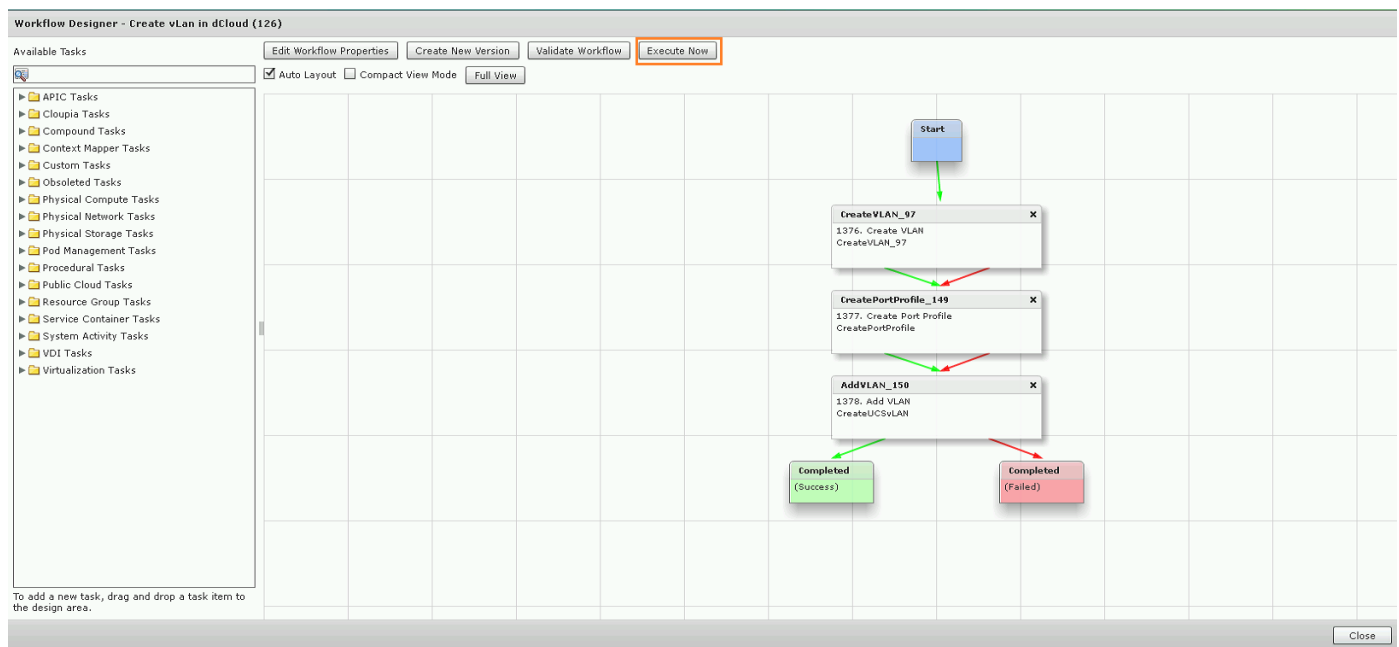 Workflow Designer - Create vLan in dCloud (126)
Available Tasks
Edit Workflow Properties
Create New Version
Validate Workflow
Execute Now
Auto Layout
Compact View Mode
Full View
APIC Tasks
Cloupia Tasks
Compound Tasks
Context Mapper Tasks
Custom Tasks
Obsoleted Tasks
Physical Compute Tasks
Physical Network Tasks
Physical Storage Tasks
Pod Management Tasks
Procedural Tasks
Public Cloud Tasks
Resource Group Tasks
Service Container Tasks
System Activity Tasks
VDI Tasks
Virtualization Tasks
To add a new task, drag and drop a task item to
the design area.
Start
CreateVLAN_97
1376. Create VLAN
CreateVLAN_97
CreatePortProfile_149
1377. Create Port Profile
CreatePortProfile
AddVLAN_150
1378. Add VLAN
CreateUCSvLAN
Completed
(Success)
Completed
(Failed)
Close